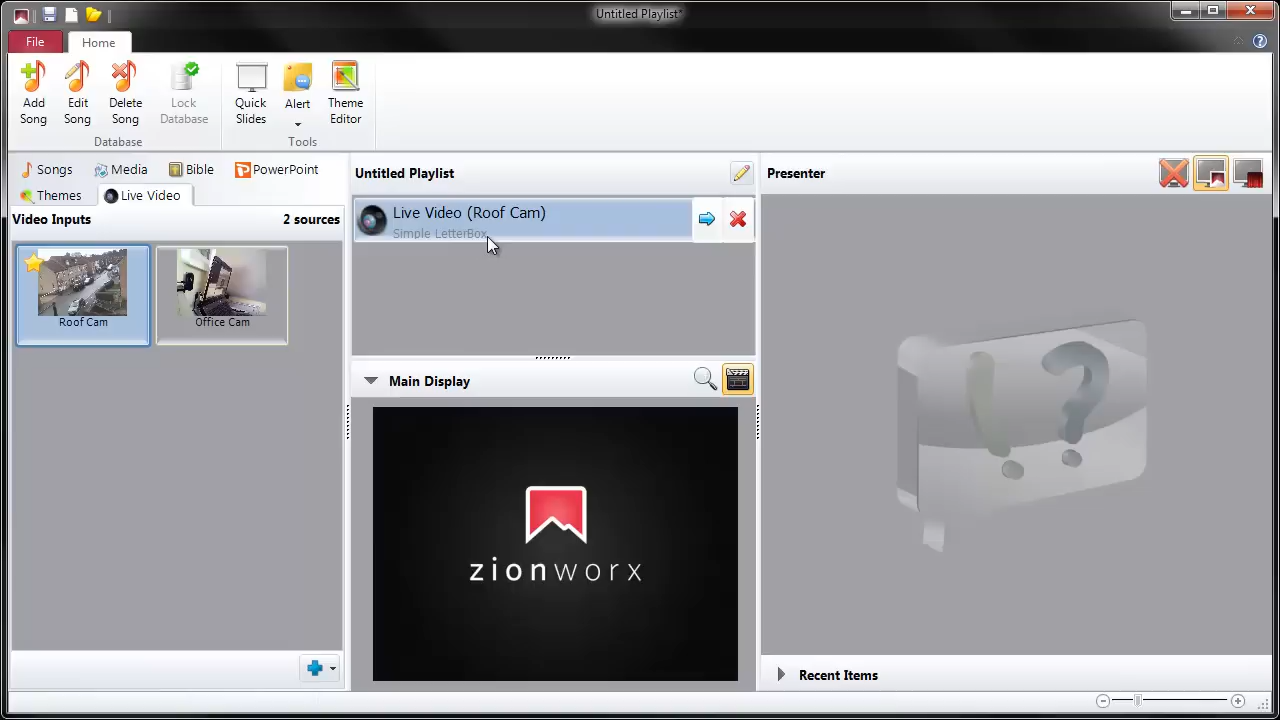 Untitled Playlist*
File
Home
Add Song
Edit Song
Delete Song
Lock Database
Quick Slides
Alert
Theme Editor
Database
Tools
Songs
Media
Bible
PowerPoint
Themes
Live Video
Video Inputs
2 sources
Roof Cam
Office Cam
Untitled Playlist
Live Video (Roof Cam)
Simple LetterBox
Main Display
zionworx
Presenter
Recent Items